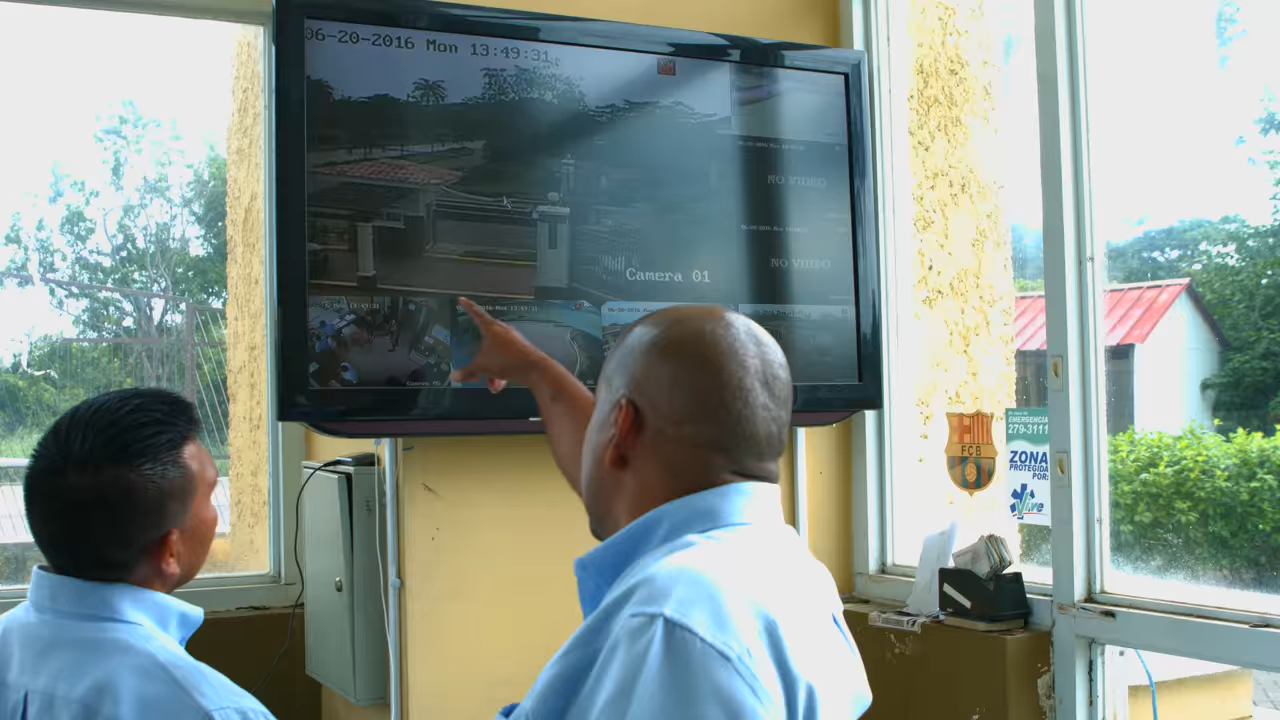 06-20-2016 Mon 13:49:31
NO VIDEO
NO VIDEO
Camera 01
FCB
EMERGENCIA
279-3111
ZONA
PROTEGIDA
POR:
Vive